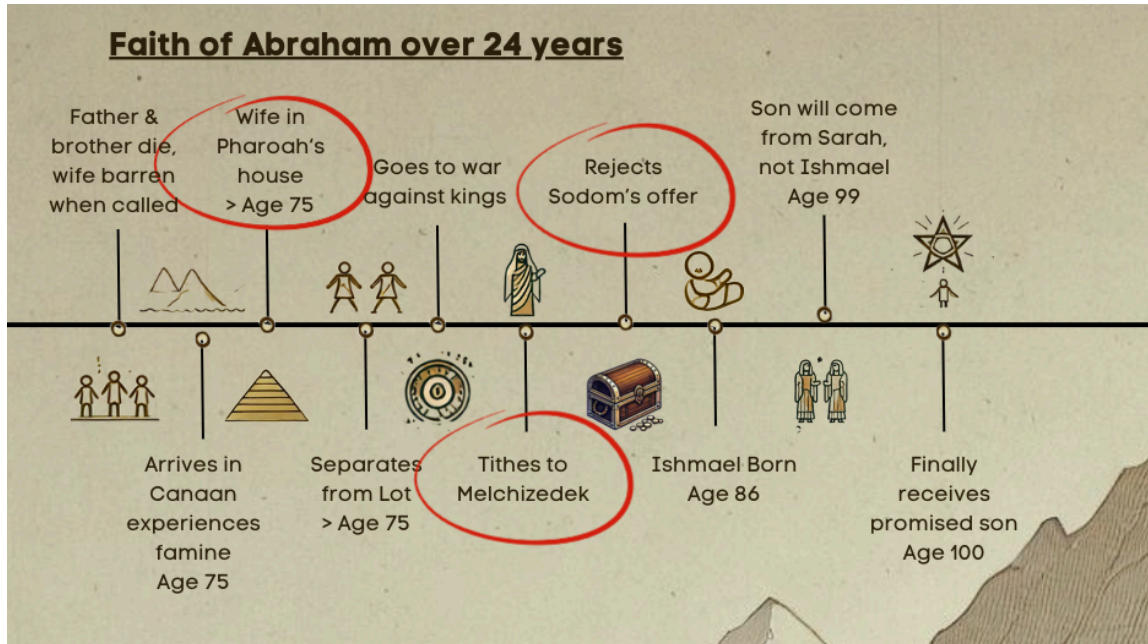 Faith of Abraham over 24 years
Father &
brother die,
wife barren
when called
Wife in
Pharoah's
house
> Age 75
Goes to war
against kings
Rejects
Sodom's offer
Son will come
from Sarah,
not Ishmael
Age 99
Arrives in
Canaan
experiences
famine
Age 75
Separates
from Lot
> Age 75
Tithes to
Melchizedek
Ishmael Born
Age 86
Finally
receives
promised son
Age 100